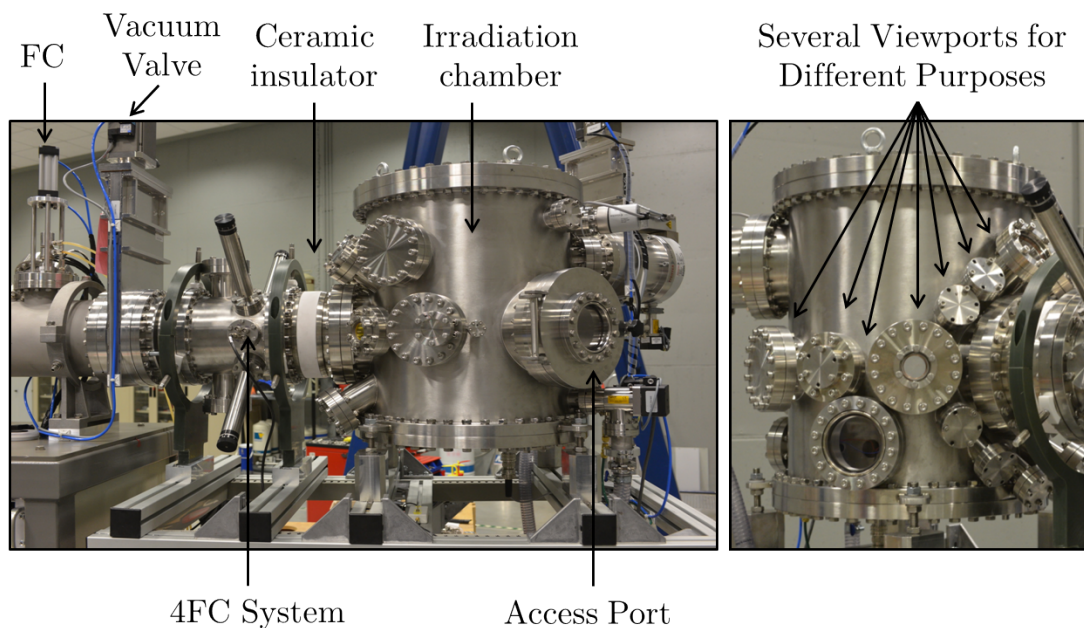 FC
Vacuum
Valve
Ceramic
insulator
Irradiation
chamber
Several Viewports for
Different Purposes
4FC System
Access Port